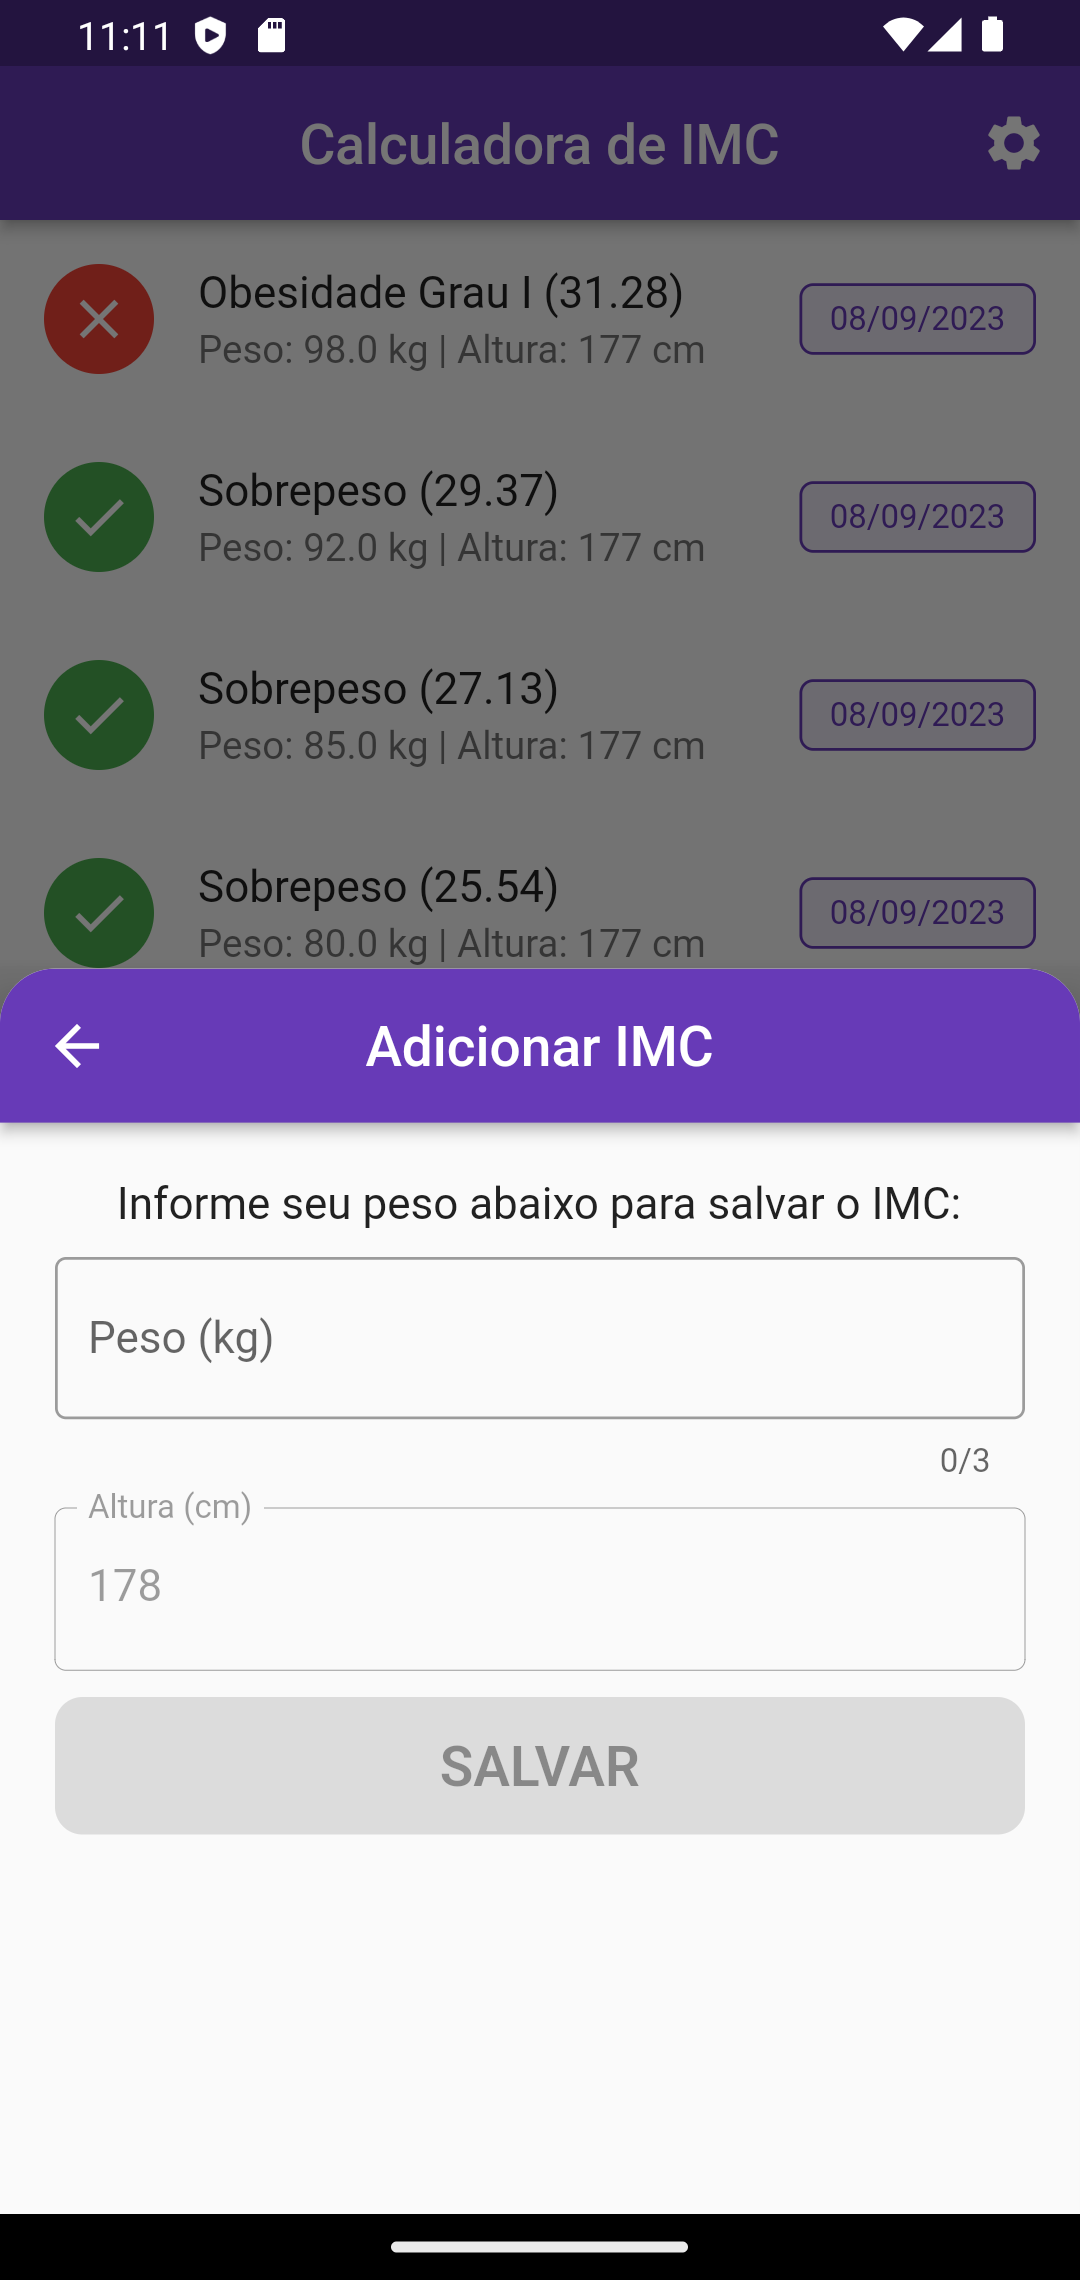 11:11
Calculadora de IMC
Obesidade Grau I (31.28)
Peso: 98.0 kg | Altura: 177 cm
08/09/2023
Sobrepeso (29.37)
Peso: 92.0 kg | Altura: 177 cm
08/09/2023
Sobrepeso (27.13)
Peso: 85.0 kg | Altura: 177 cm
08/09/2023
Sobrepeso (25.54)
Peso: 80.0 kg | Altura: 177 cm
08/09/2023
Adicionar IMC
Informe seu peso abaixo para salvar o IMC:
Peso (kg)
0/3
Altura (cm)
178
SALVAR